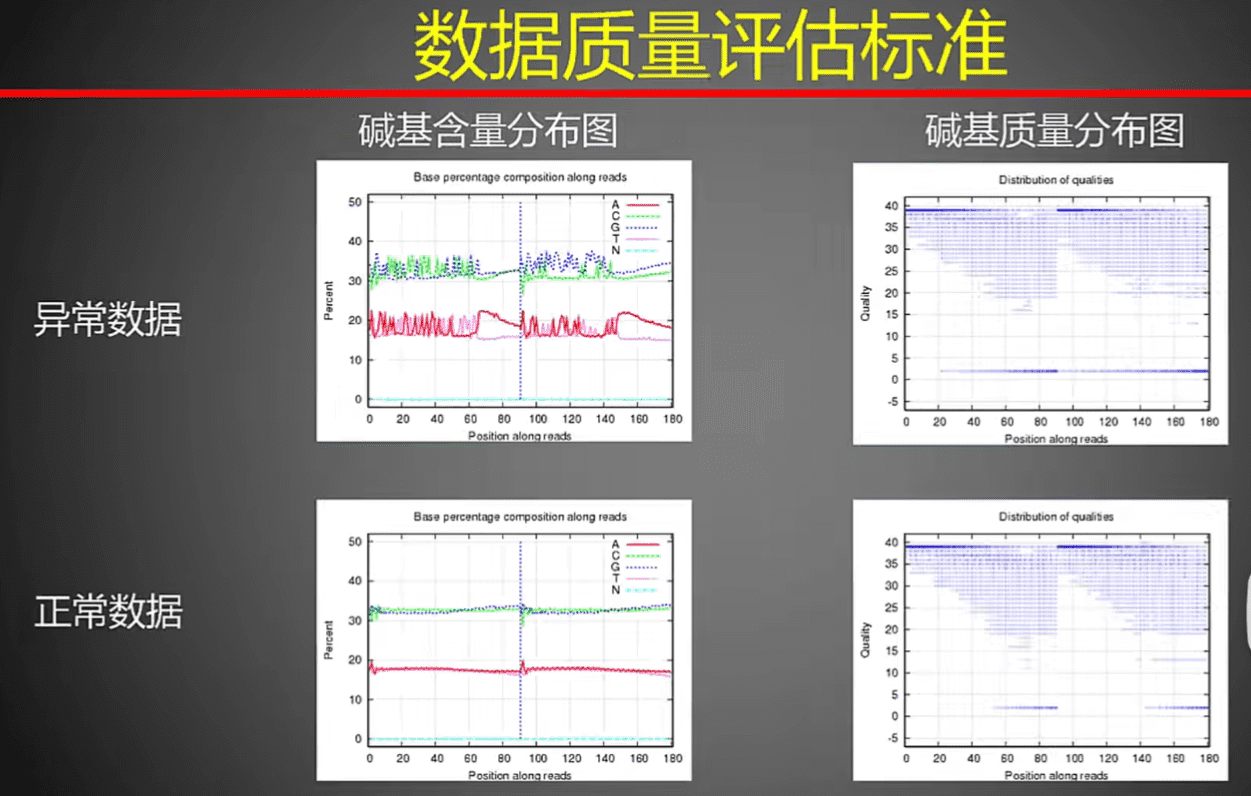 数据质量评估标准
碱基含量分布图
碱基质量分布图
异常数据
Base percentage composition along reads
Percent
50
40
30
20
10
0
A
C
G
T
N
0 20 40 60 80 100 120 140 160 180
Position along reads
Distribution of qualities
Quality
40
35
30
25
20
15
10
5
0
-5
0 20 40 60 80 100 120 140 160 180
Position along reads
正常数据
Base percentage composition along reads
Percent
50
40
30
20
10
0
A
C
G
T
N
0 20 40 60 80 100 120 140 160 180
Position along reads
Distribution of qualities
Quality
40
35
30
25
20
15
10
5
0
-5
0 20 40 60 80 100 120 140 160 180
Position along reads